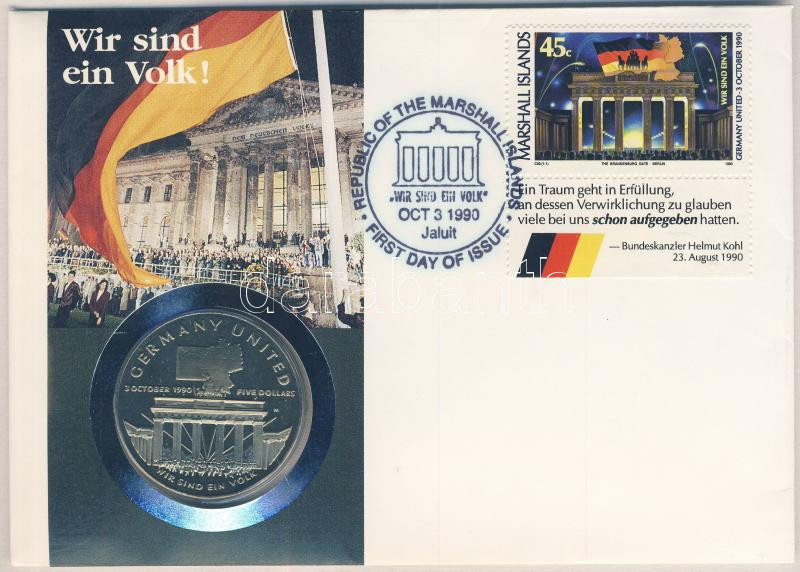 Wir sind
ein Volk!
DEM DEUTSCHEN VOLKE
REPUBLIC OF THE MARSHALL ISLANDS
„WIR SIND EIN VOLK"
OCT 3 1990
Jaluit
• FIRST DAY OF ISSUE •
MARSHALL ISLANDS
45c
WIR SIND EIN VOLK
GERMANY UNITED·3 OCTOBER 1990
THE BRANDENBURG GATE · BERLIN
1990
Ein Traum geht in Erfüllung,
an dessen Verwirklichung zu glauben
viele bei uns schon aufgegeben hatten.
— Bundeskanzler Helmut Kohl
23. August 1990
darabanth
GERMANY UNITED
3 OCTOBER 1990 FIVE DOLLARS
M
WIR SIND EIN VOLK